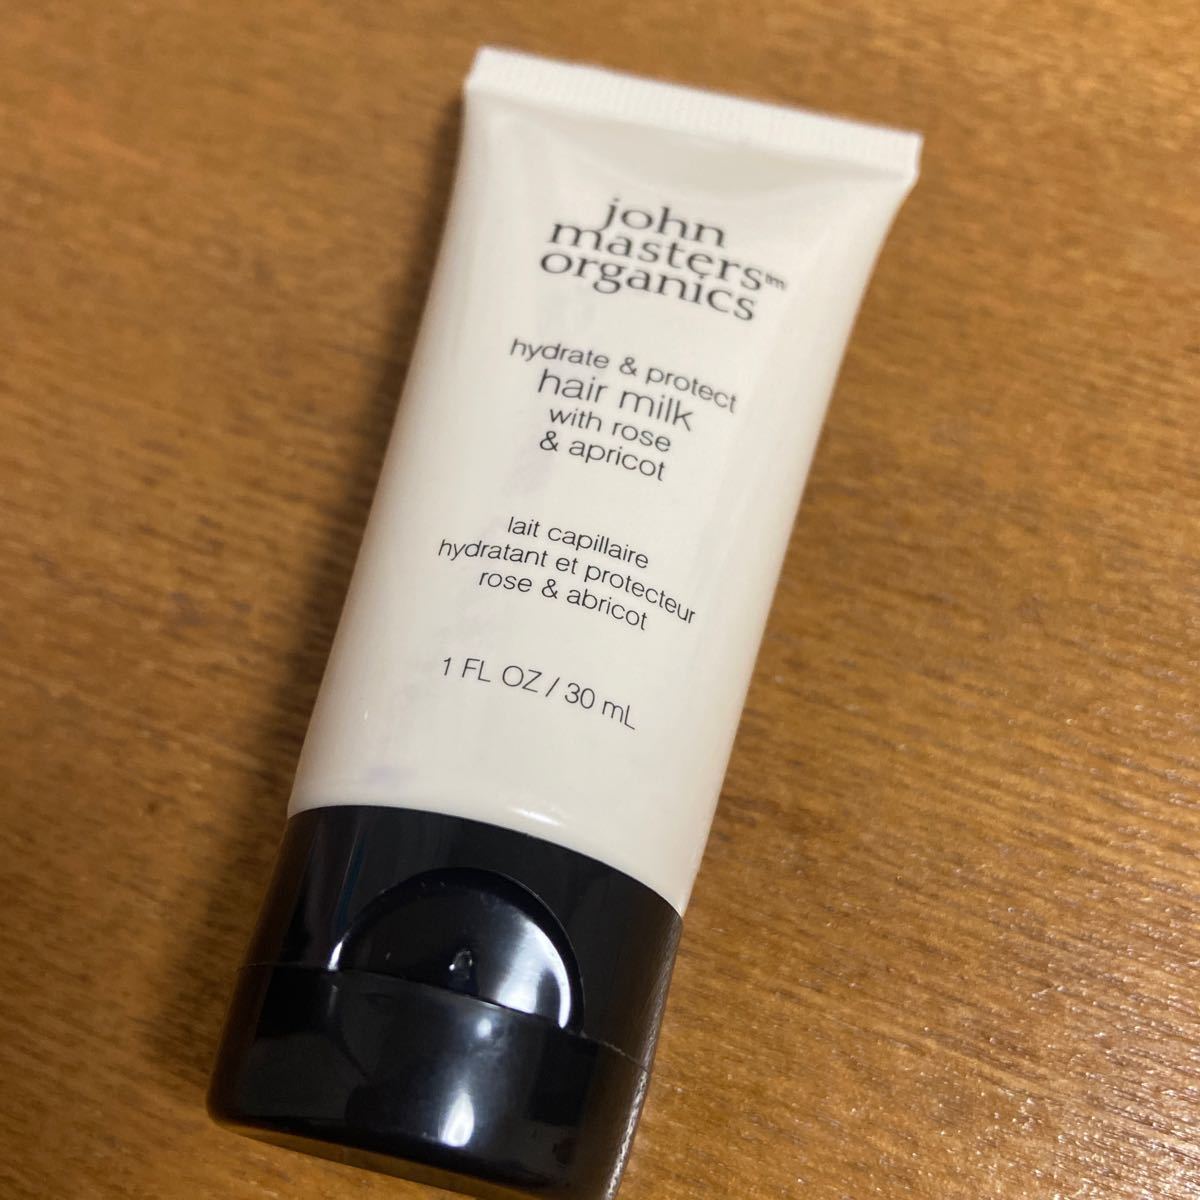 john
masters™
organics
hydrate & protect
hair milk
with rose
& apricot
lait capillaire
hydratant et protecteur
rose & abricot
1 FL OZ / 30 mL